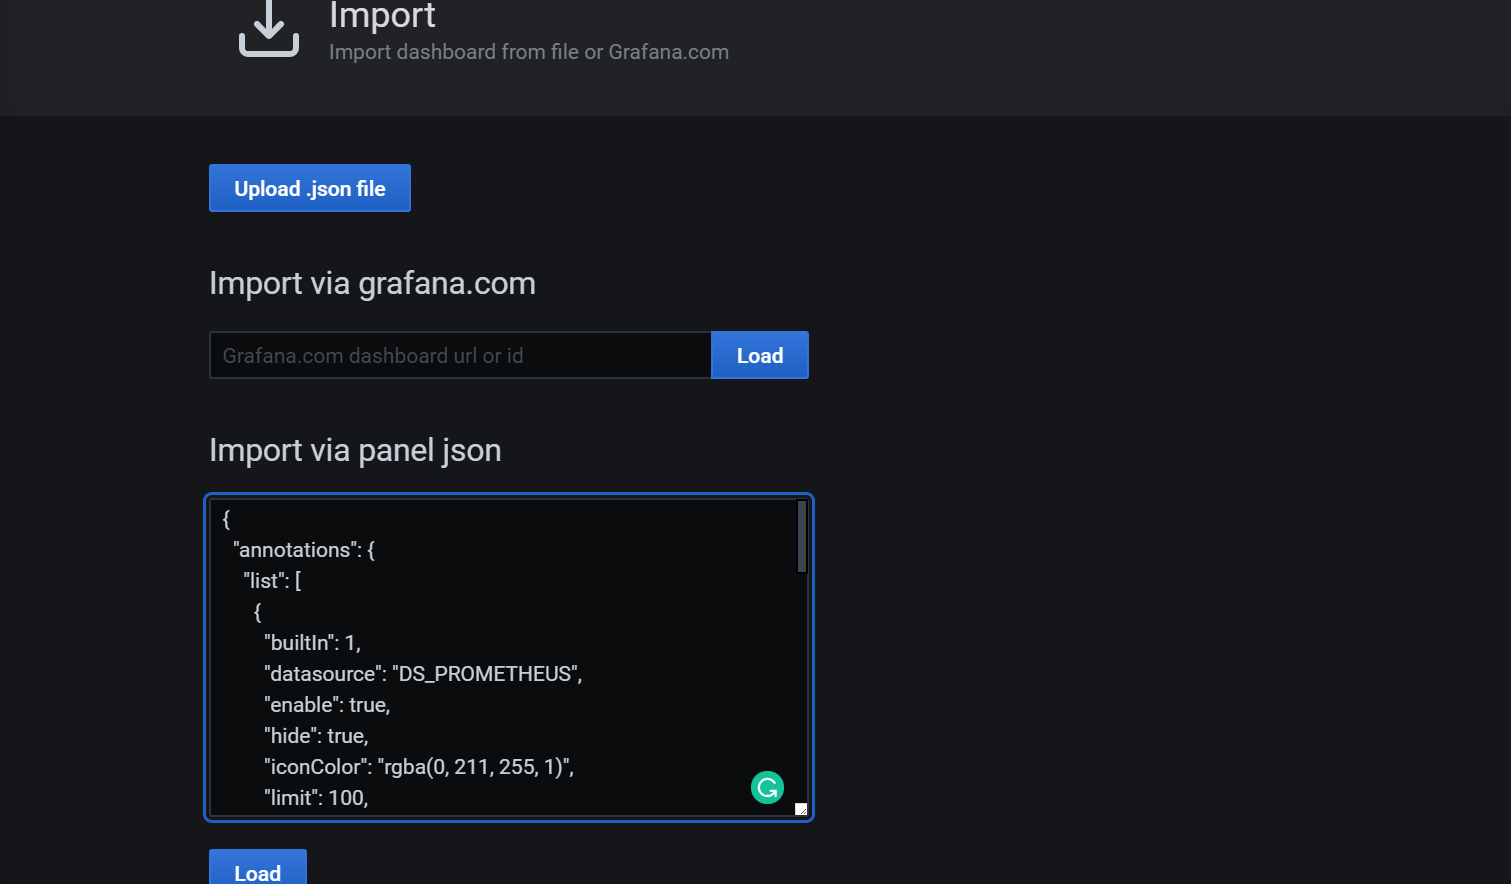 Import
Import dashboard from file or Grafana.com
Upload .json file
Import via grafana.com
Grafana.com dashboard url or id
Load
Import via panel json
{
"annotations": {
"list": [
{
"builtIn": 1,
"datasource": "DS_PROMETHEUS",
"enable": true,
"hide": true,
"iconColor": "rgba(0, 211, 255, 1)",
"limit": 100,
Load